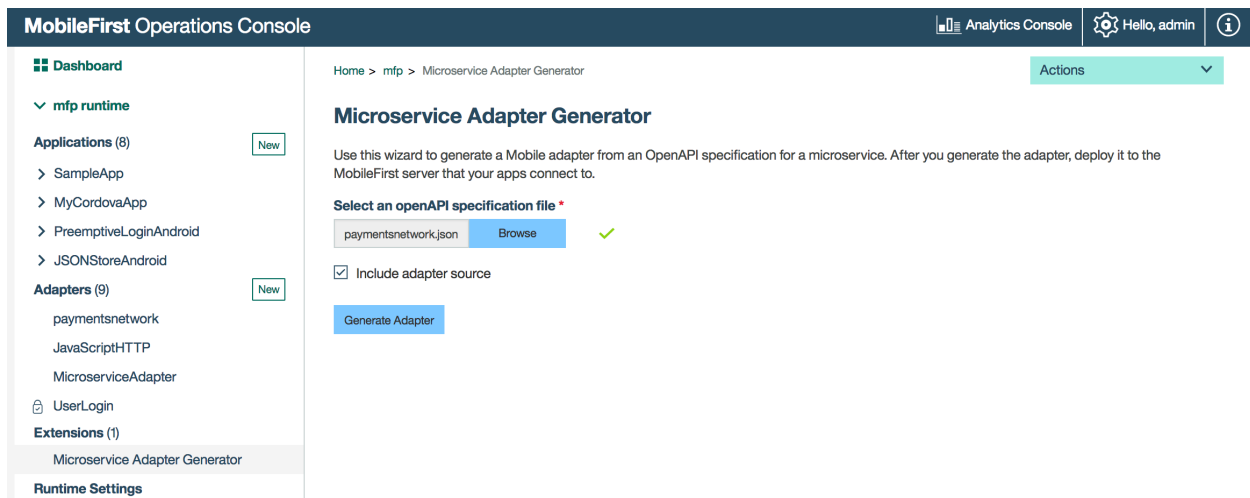 MobileFirst Operations Console
Analytics Console
Hello, admin
Dashboard
mfp runtime
Applications (8)
New
SampleApp
MyCordovaApp
PreemptiveLoginAndroid
JSONStoreAndroid
Adapters (9)
New
paymentsnetwork
JavaScriptHTTP
MicroserviceAdapter
UserLogin
Extensions (1)
Microservice Adapter Generator
Runtime Settings
Home > mfp > Microservice Adapter Generator
Actions
Microservice Adapter Generator
Use this wizard to generate a Mobile adapter from an OpenAPI specification for a microservice. After you generate the adapter, deploy it to the
MobileFirst server that your apps connect to.
Select an openAPI specification file *
paymentsnetwork.json
Browse
Include adapter source
Generate Adapter